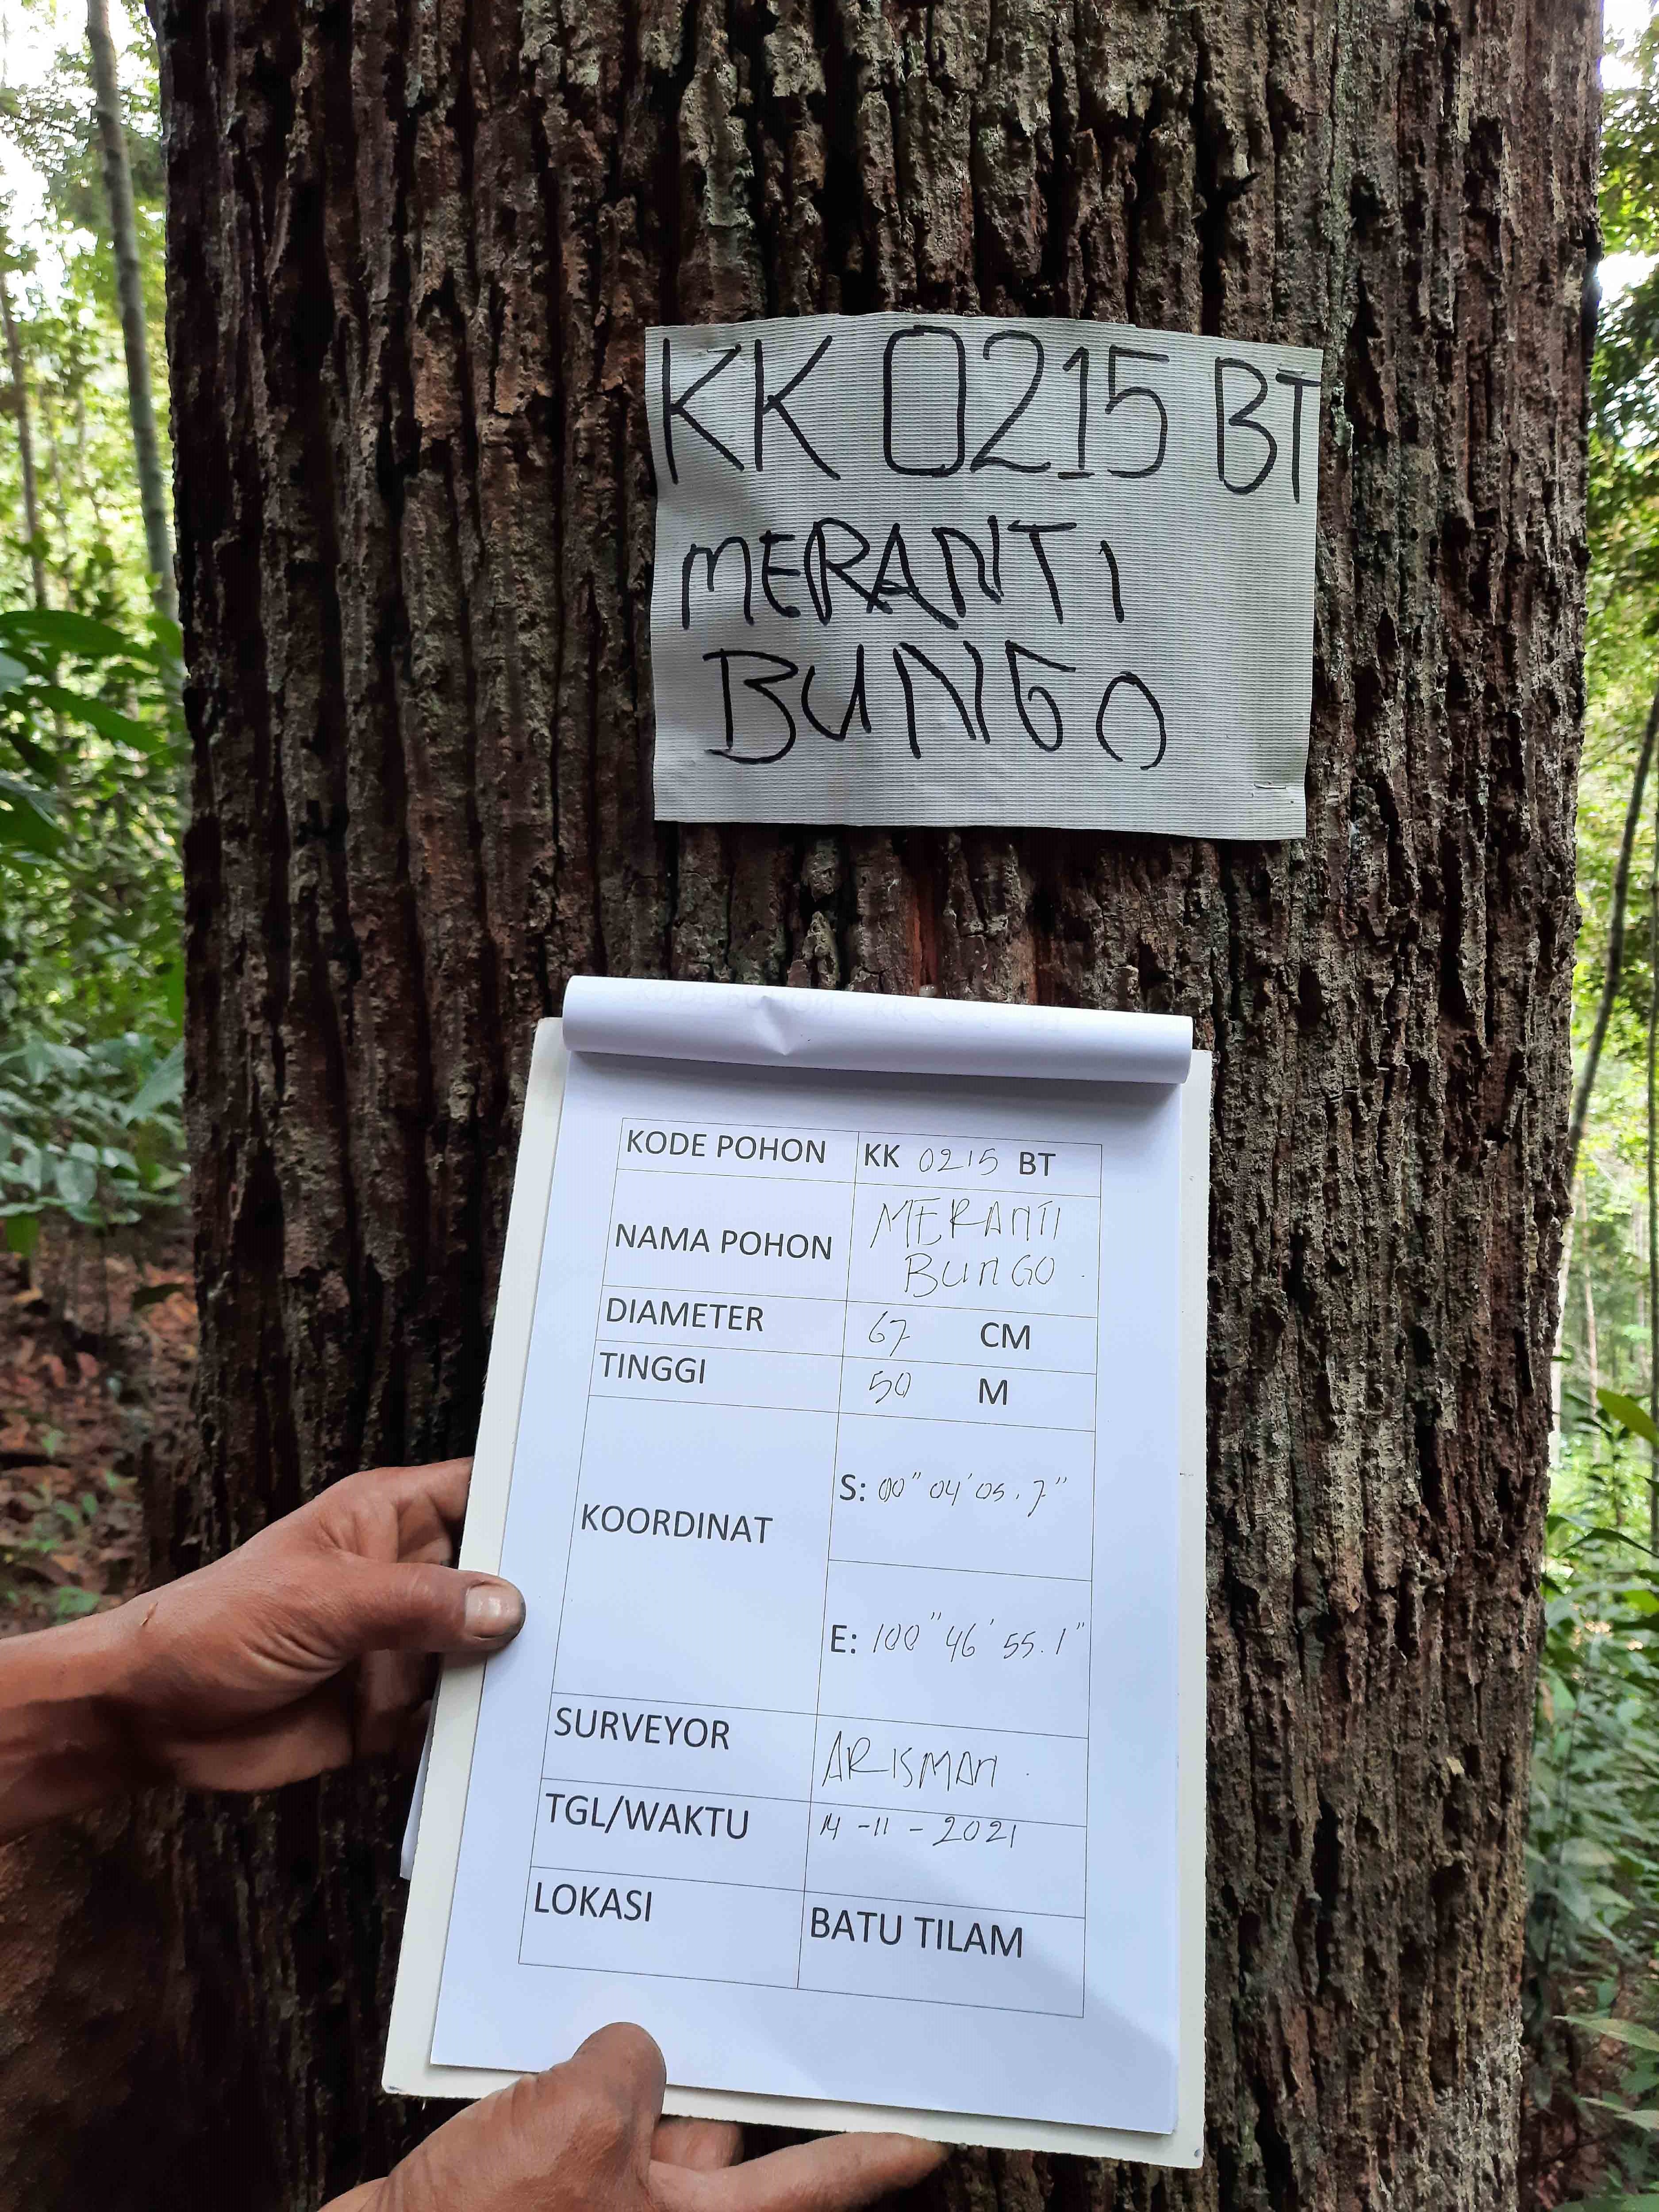 KK 0215 BT
MERANTI
BUNGO
KODE POHON KK 0215 BT
NAMA POHON MERANTI
BUNGO
DIAMETER 67 CM
TINGGI 50 M
KOORDINAT
S: 00" 04' 05.7"
E: 100" 46' 55.1"
SURVEYOR ARISMAN
TGL/WAKTU 14-11-2021
LOKASI BATU TILAM